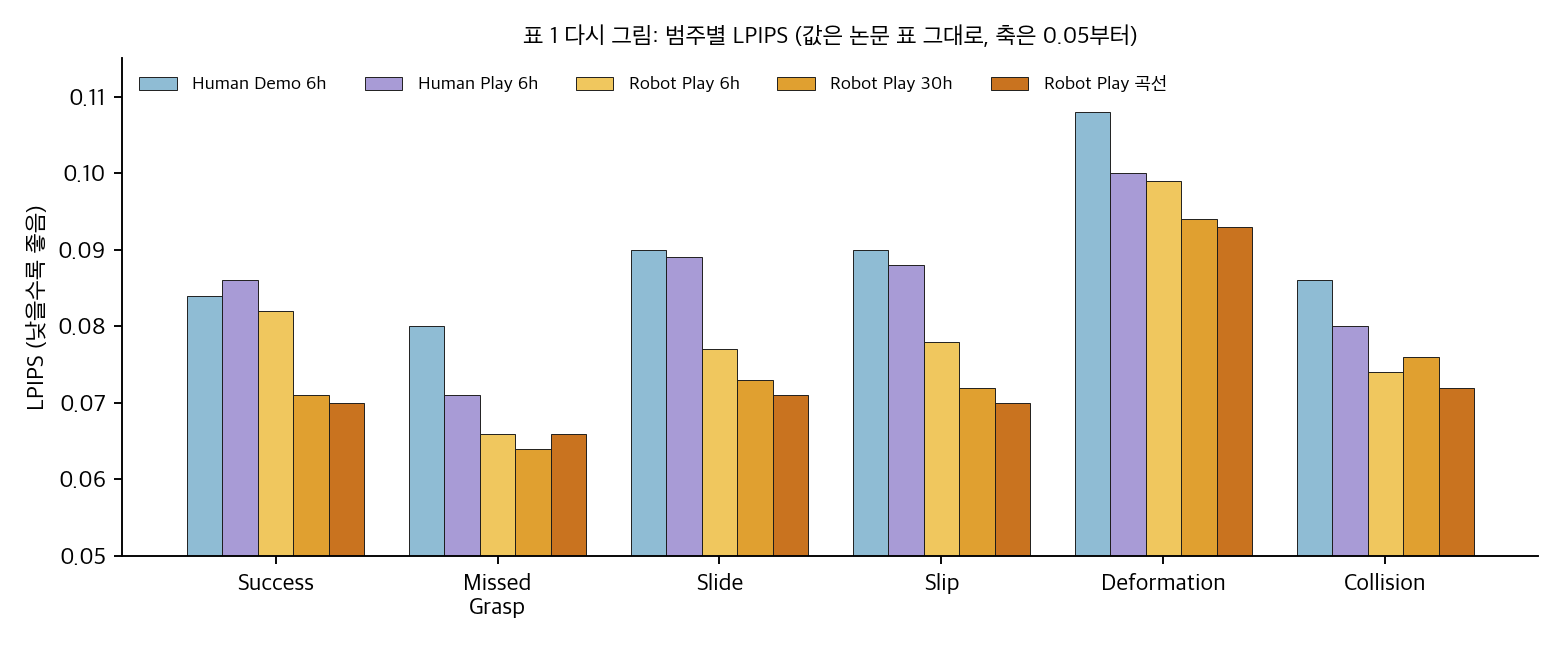 표 1 다시 그림: 범주별 LPIPS (값은 논문 표 그대로, 축은 0.05부터)
Human Demo 6h
Human Play 6h
Robot Play 6h
Robot Play 30h
Robot Play 곡선
LPIPS (낮을수록 좋음)
0.11
0.10
0.09
0.08
0.07
0.06
0.05
Success
Missed
Grasp
Slide
Slip
Deformation
Collision